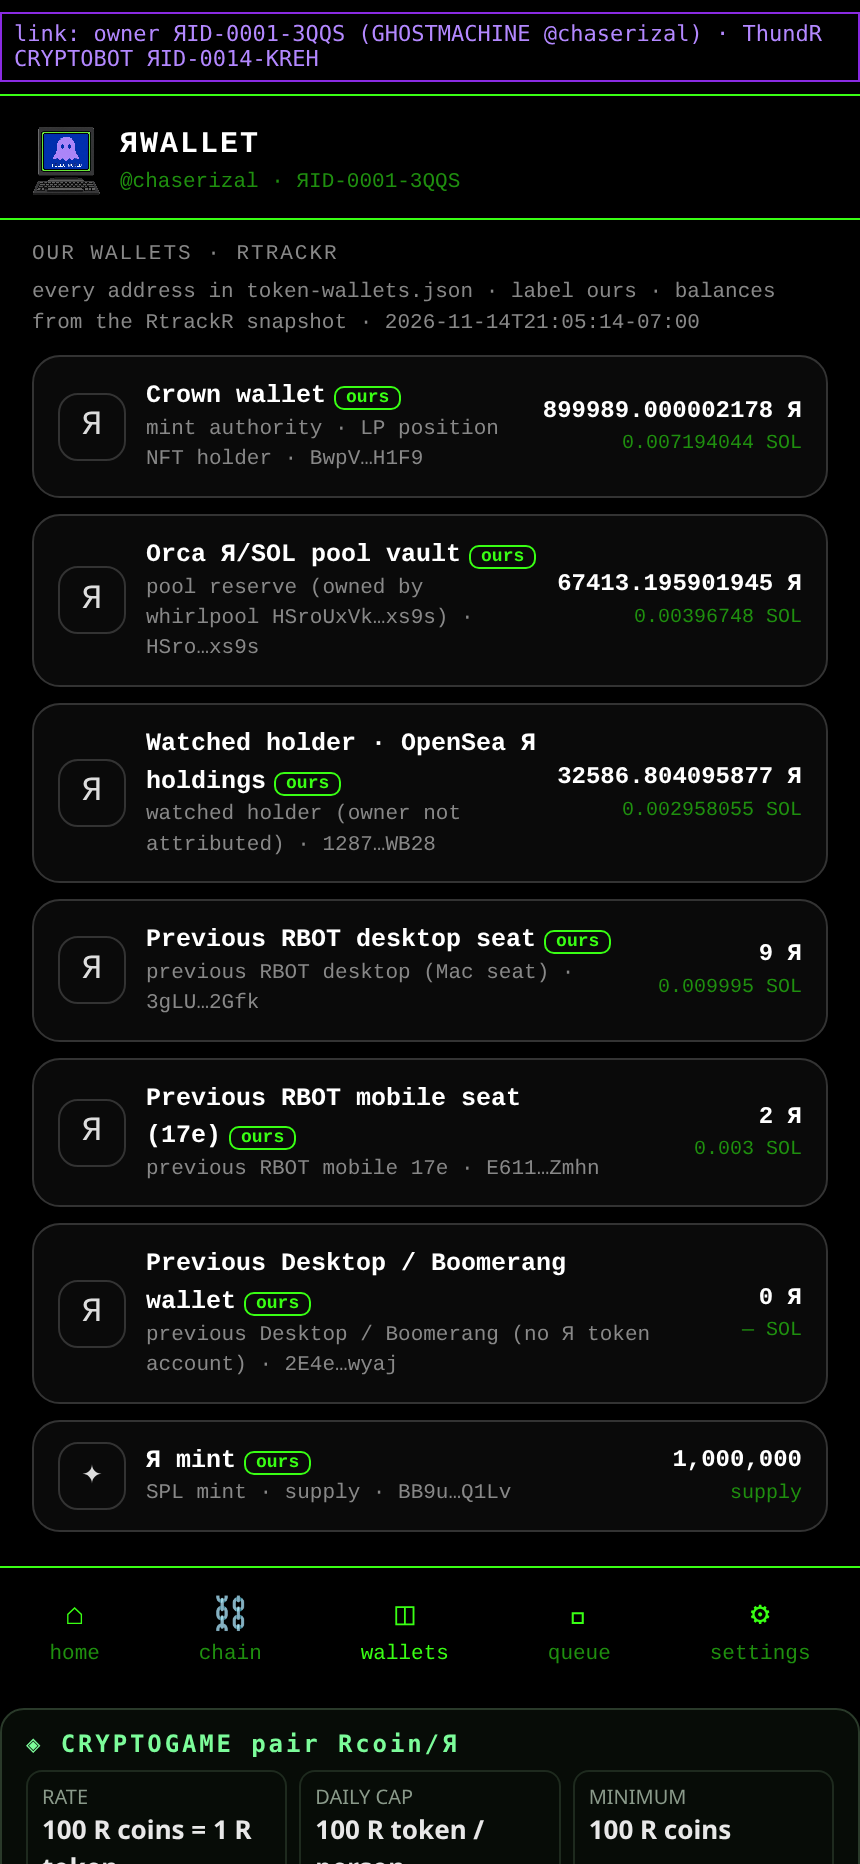 link: owner ЯID-0001-3QQS (GHOSTMACHINE @chaserizal) · ThundR
CRYPTOBOT ЯID-0014-KREH
ЯWALLET
@chaserizal · ЯID-0001-3QQS
OUR WALLETS · RTRACKR
every address in token-wallets.json · label ours · balances
from the RtrackR snapshot · 2026-11-14T21:05:14-07:00
Я
Crown wallet ours
mint authority · LP position
NFT holder · BwpV…H1F9
899989.000002178 Я
0.007194044 SOL
Я
Orca Я/SOL pool vault ours
pool reserve (owned by
whirlpool HSroUxVk…xs9s) ·
HSro…xs9s
67413.195901945 Я
0.00396748 SOL
Я
Watched holder · OpenSea Я
holdings ours
watched holder (owner not
attributed) · 1287…WB28
32586.804095877 Я
0.002958055 SOL
Я
Previous RBOT desktop seat ours
previous RBOT desktop (Mac seat) ·
3gLU…2Gfk
9 Я
0.009995 SOL
Я
Previous RBOT mobile seat
(17e) ours
previous RBOT mobile 17e · E611…Zmhn
2 Я
0.003 SOL
Я
Previous Desktop / Boomerang
wallet ours
previous Desktop / Boomerang (no Я token
account) · 2E4e…wyaj
0 Я
— SOL
Я mint ours
SPL mint · supply · BB9u…Q1Lv
1,000,000
supply
home
chain
wallets
queue
settings
◈ CRYPTOGAME pair Rcoin/Я
RATE
100 R coins = 1 R
token
DAILY CAP
100 R token /
person
MINIMUM
100 R coins